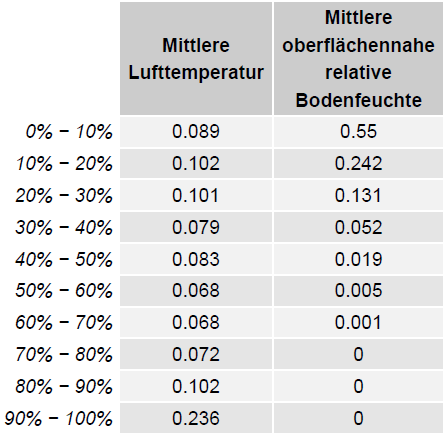 Mittlere Lufttemperatur | Mittlere oberflächennahe relative Bodenfeuchte
0% − 10% 0.089 0.55
10% − 20% 0.102 0.242
20% − 30% 0.101 0.131
30% − 40% 0.079 0.052
40% − 50% 0.083 0.019
50% − 60% 0.068 0.005
60% − 70% 0.068 0.001
70% − 80% 0.072 0
80% − 90% 0.102 0
90% − 100% 0.236 0